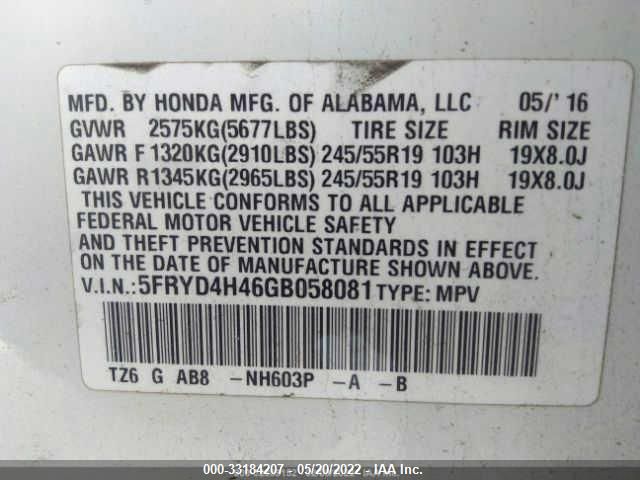 MFD. BY HONDA MFG. OF ALABAMA, LLC 05/' 16
GVWR 2575KG(5677LBS) TIRE SIZE RIM SIZE
GAWR F 1320KG(2910LBS) 245/55R19 103H 19X8.0J
GAWR R1345KG(2965LBS) 245/55R19 103H 19X8.0J
THIS VEHICLE CONFORMS TO ALL APPLICABLE
FEDERAL MOTOR VEHICLE SAFETY
AND THEFT PREVENTION STANDARDS IN EFFECT
ON THE DATE OF MANUFACTURE SHOWN ABOVE.
V.I.N.:5FRYD4H46GB058081 TYPE: MPV
TZ6 G AB8 -NH603P -A -B
000-33184207 - 05/20/2022 - IAA Inc.